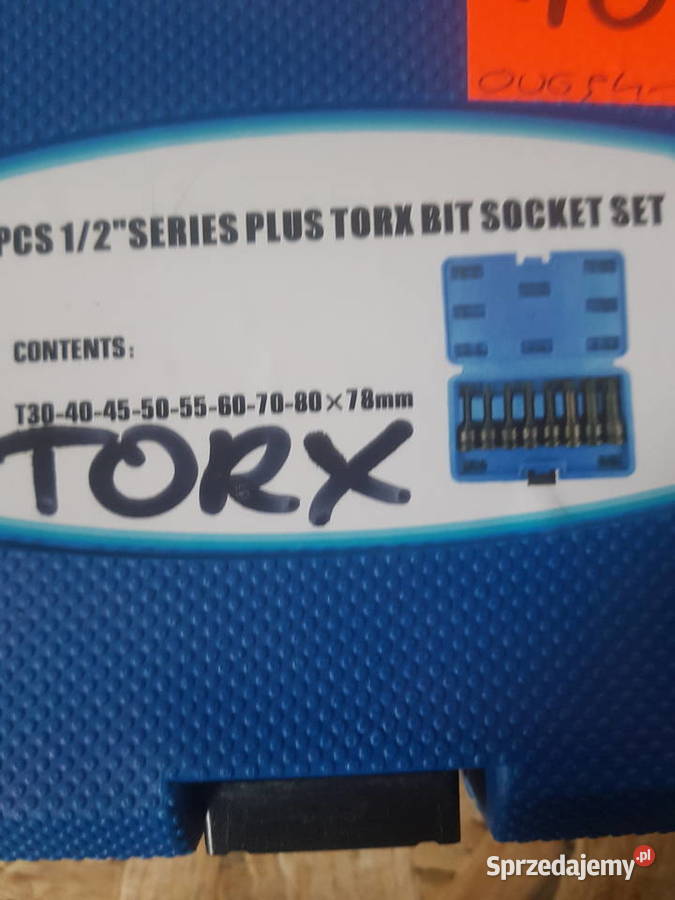 PCS 1/2"SERIES PLUS TORX BIT SOCKET SET
CONTENTS:
T30-40-45-50-55-60-70-80×78mm
TORX
Sprzedajemy.pl